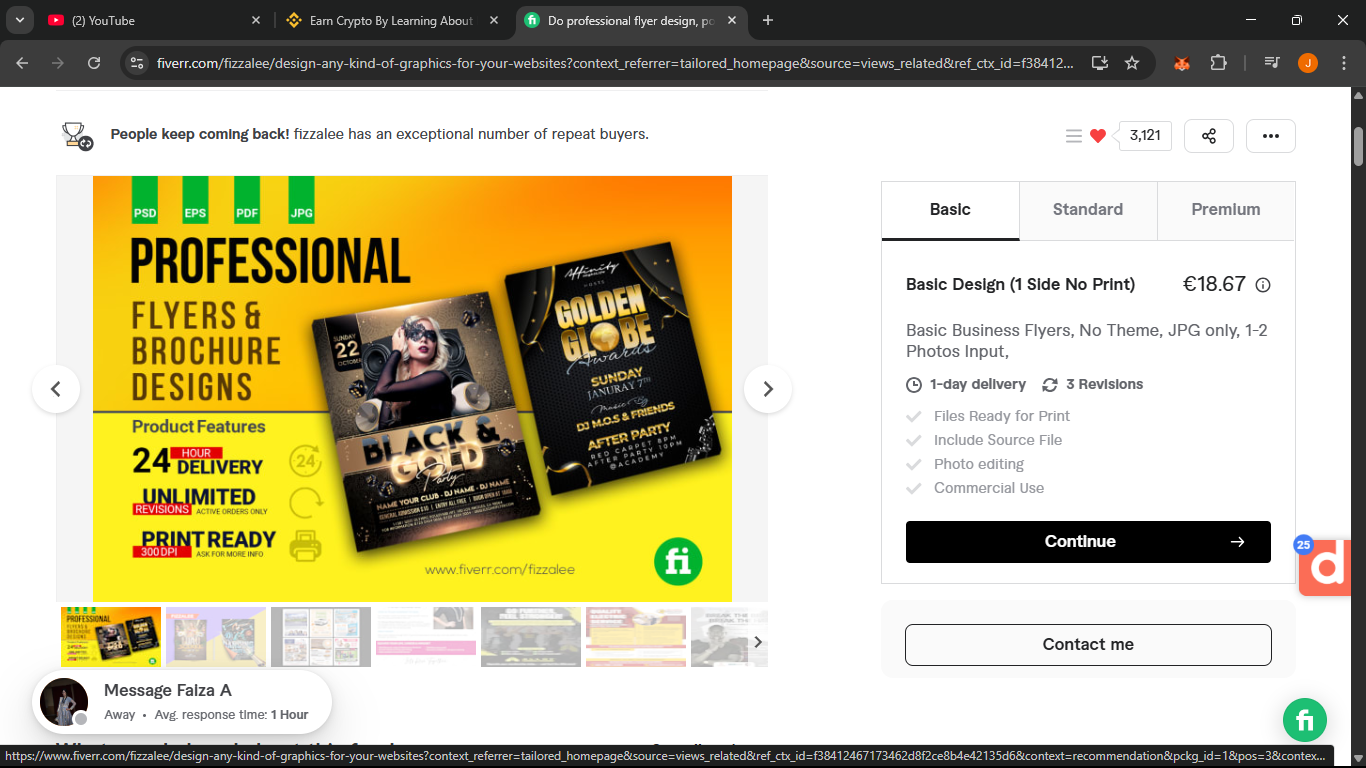 (2) YouTube
Earn Crypto By Learning About
Do professional flyer design, po
fiverr.com/fizzalee/design-any-kind-of-graphics-for-your-websites?context_referrer=tailored_homepage&source=views_related&ref_ctx_id=f38412...
J
People keep coming back! fizzalee has an exceptional number of repeat buyers.
3,121
PSD EPS PDF JPG
PROFESSIONAL
FLYERS &
BROCHURE
DESIGNS
Product Features
24 HOUR DELIVERY
24
UNLIMITED
REVISIONS ACTIVE ORDERS ONLY
PRINT READY
300 DPI ASK FOR MORE INFO
SUNDAY
22
OCTOBER
BLACK &
GOLD
Party
NAME YOUR CLUB - DJ NAME - DJ NAME
Affinity
HOSTS
GOLDEN
GLOBE
Awards
SUNDAY
JANURAY 7TH
Music By
DJ M.O.S & FRIENDS
AFTER PARTY
RED CARPET 8PM
AFTER PARTY 10PM
@ACADEMY
www.fiverr.com/fizzalee
fi
Basic
Standard
Premium
Basic Design (1 Side No Print)
€18.67
Basic Business Flyers, No Theme, JPG only, 1-2
Photos Input,
1-day delivery
3 Revisions
Files Ready for Print
Include Source File
Photo editing
Commercial Use
Continue
25
d
Contact me
Message Faiza A
Away • Avg. response time: 1 Hour
fi
https://www.fiverr.com/fizzalee/design-any-kind-of-graphics-for-your-websites?context_referrer=tailored_homepage&source=views_related&ref_ctx_id=f38412467173462d8f2ce8b4e42135d6&context=recommendation&pckg_id=1&pos=3&contex...